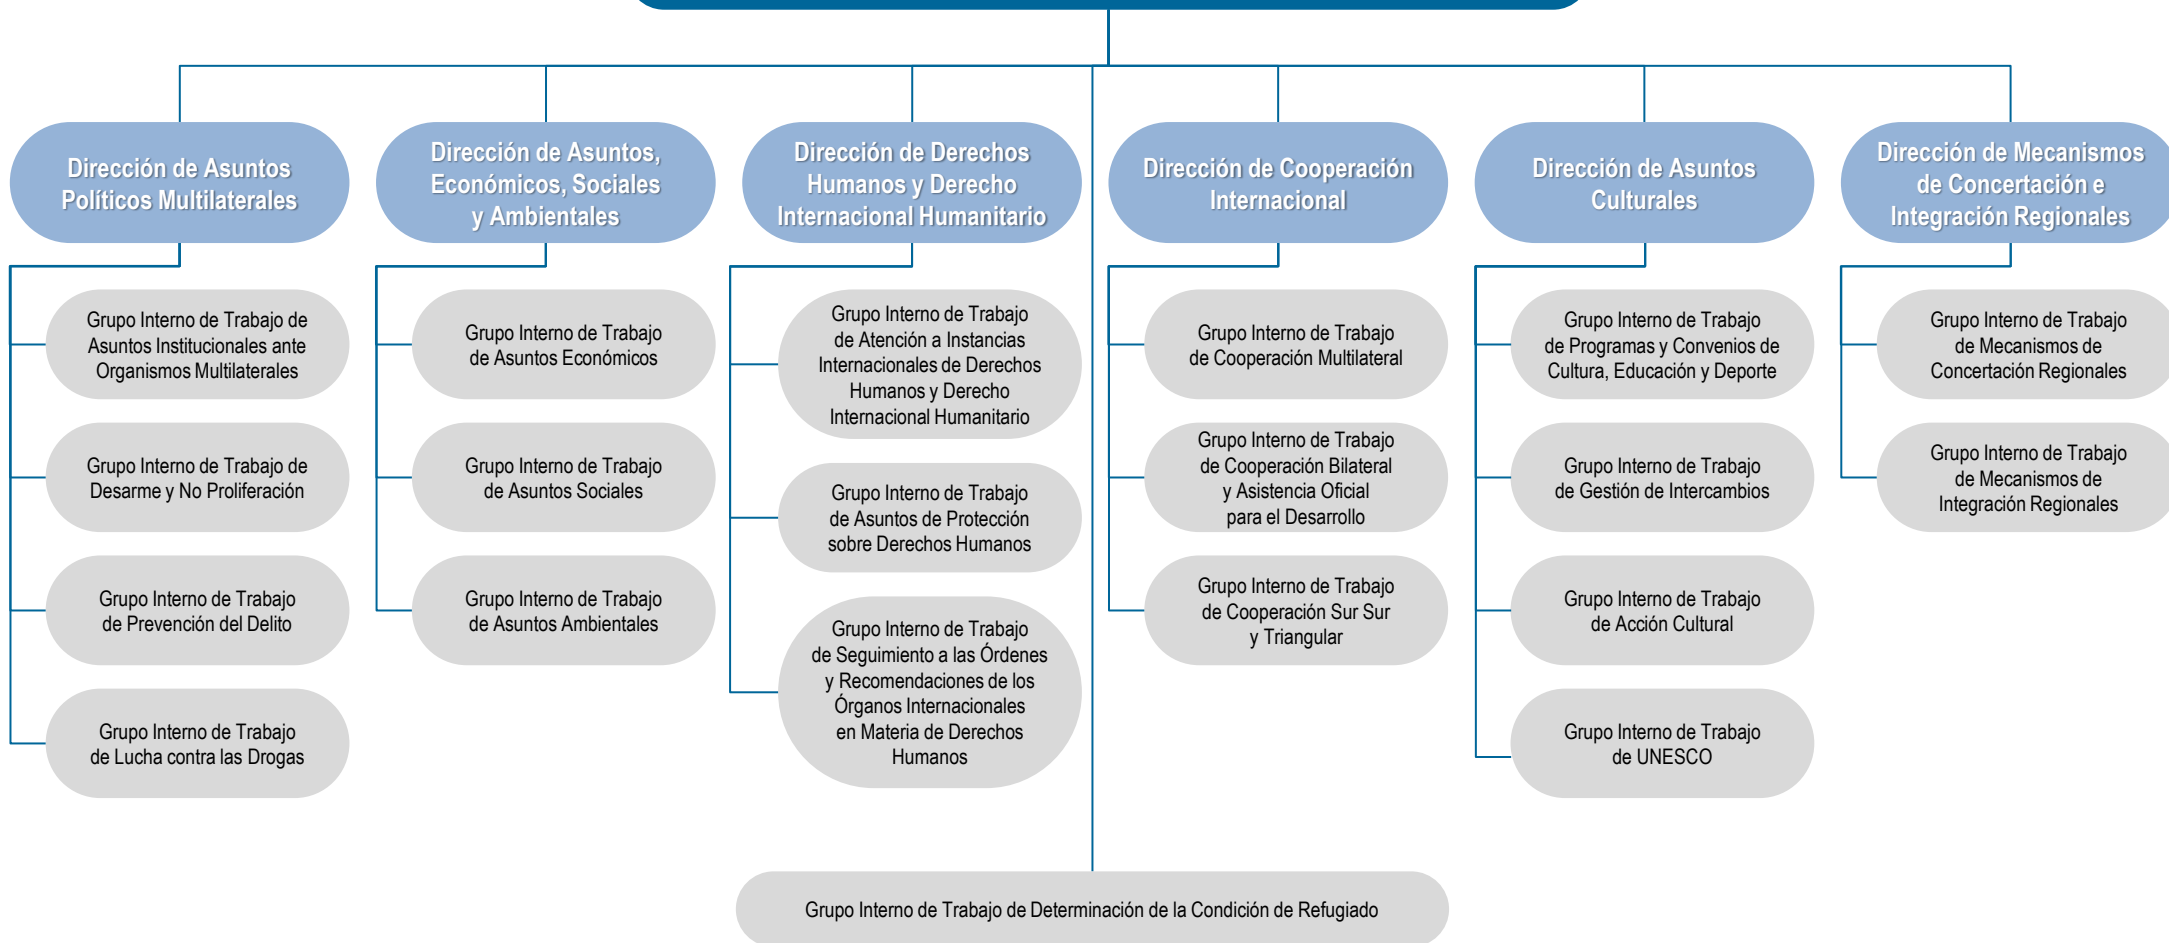 Dirección de Asuntos
Políticos Multilaterales
Grupo Interno de Trabajo de
Asuntos Institucionales ante
Organismos Multilaterales
Grupo Interno de Trabajo de
Desarme y No Proliferación
Grupo Interno de Trabajo
de Prevención del Delito
Grupo Interno de Trabajo
de Lucha contra las Drogas
Dirección de Asuntos,
Económicos, Sociales
y Ambientales
Grupo Interno de Trabajo
de Asuntos Económicos
Grupo Interno de Trabajo
de Asuntos Sociales
Grupo Interno de Trabajo
de Asuntos Ambientales
Dirección de Derechos
Humanos y Derecho
Internacional Humanitario
Grupo Interno de Trabajo
de Atención a Instancias
Internacionales de Derechos
Humanos y Derecho
Internacional Humanitario
Grupo Interno de Trabajo
de Asuntos de Protección
sobre Derechos Humanos
Grupo Interno de Trabajo
de Seguimiento a las Órdenes
y Recomendaciones de los
Órganos Internacionales
en Materia de Derechos
Humanos
Dirección de Cooperación
Internacional
Grupo Interno de Trabajo
de Cooperación Multilateral
Grupo Interno de Trabajo
de Cooperación Bilateral
y Asistencia Oficial
para el Desarrollo
Grupo Interno de Trabajo
de Cooperación Sur Sur
y Triangular
Dirección de Asuntos
Culturales
Grupo Interno de Trabajo
de Programas y Convenios de
Cultura, Educación y Deporte
Grupo Interno de Trabajo
de Gestión de Intercambios
Grupo Interno de Trabajo
de Acción Cultural
Grupo Interno de Trabajo
de UNESCO
Dirección de Mecanismos
de Concertación e
Integración Regionales
Grupo Interno de Trabajo
de Mecanismos de
Concertación Regionales
Grupo Interno de Trabajo
de Mecanismos de
Integración Regionales
Grupo Interno de Trabajo de Determinación de la Condición de Refugiado